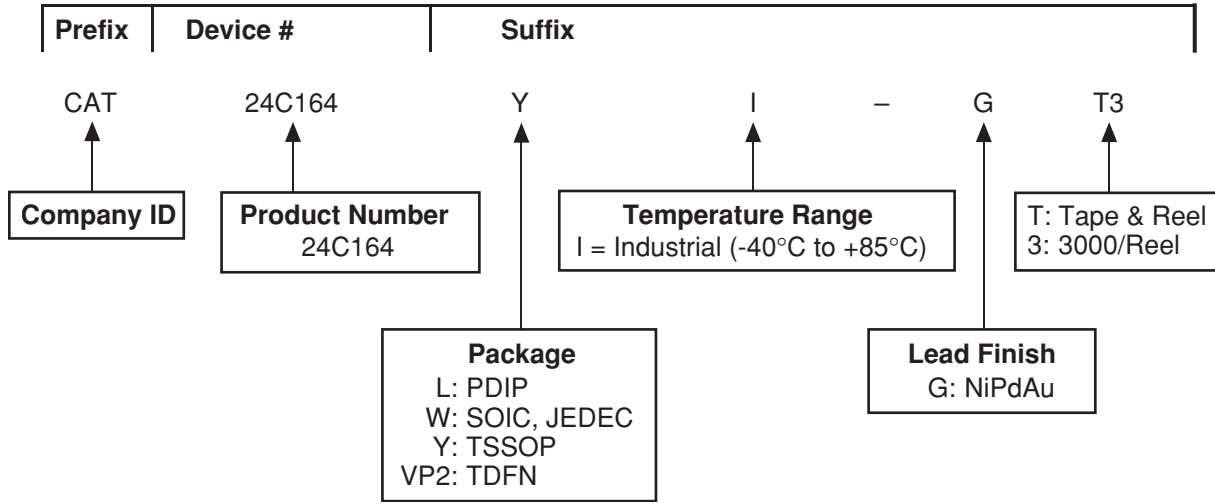 Prefix Device # Suffix
CAT 24C164 Y I – G T3
Company ID
Product Number
24C164
Temperature Range
I = Industrial (-40°C to +85°C)
T: Tape & Reel
3: 3000/Reel
Package
L: PDIP
W: SOIC, JEDEC
Y: TSSOP
VP2: TDFN
Lead Finish
G: NiPdAu